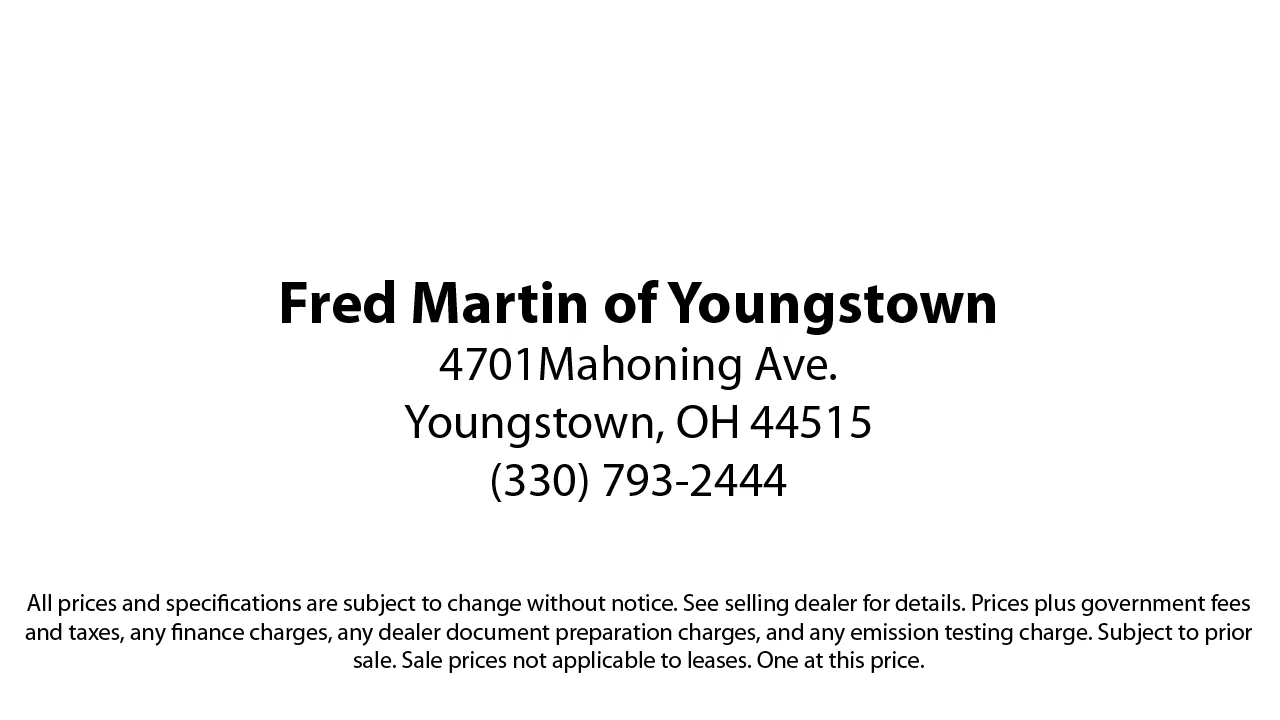 Fred Martin of Youngstown
4701Mahoning Ave.
Youngstown, OH 44515
(330) 793-2444
All prices and specifications are subject to change without notice. See selling dealer for details. Prices plus government fees
and taxes, any finance charges, any dealer document preparation charges, and any emission testing charge. Subject to prior
sale. Sale prices not applicable to leases. One at this price.